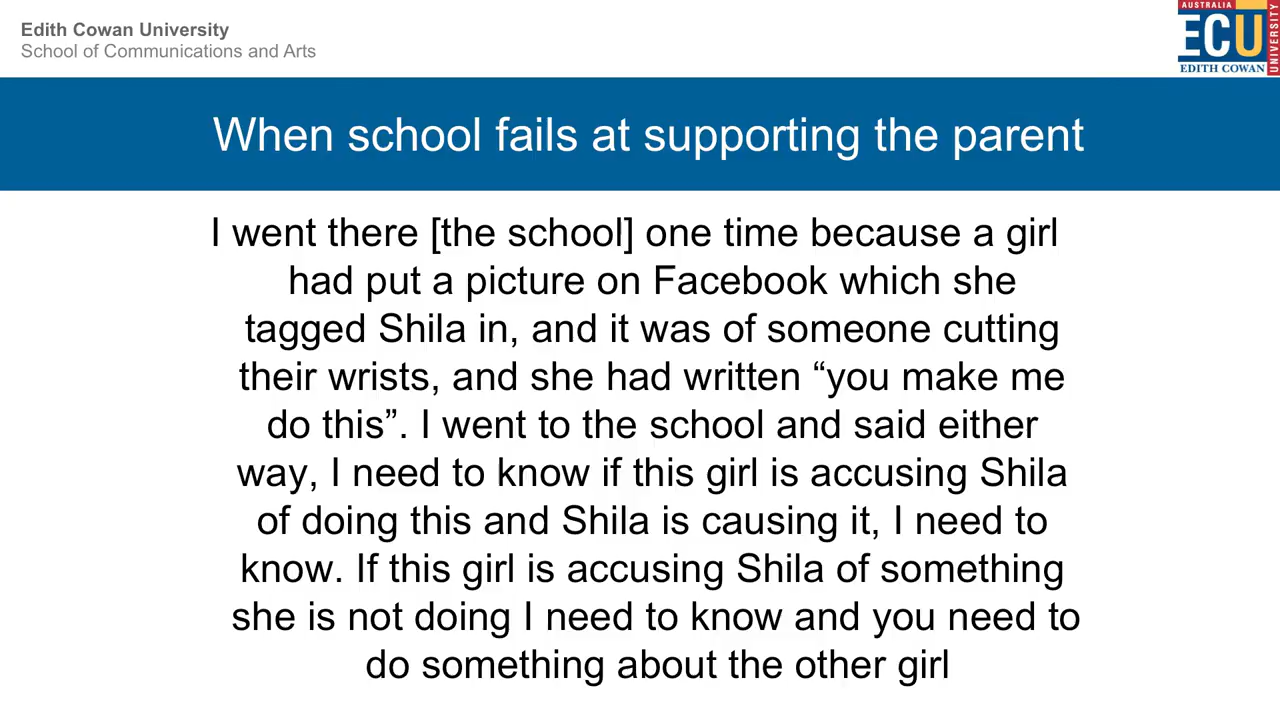 Edith Cowan University
School of Communications and Arts
AUSTRALIA
ECU
UNIVERSITY
EDITH COWAN
When school fails at supporting the parent
I went there [the school] one time because a girl
had put a picture on Facebook which she
tagged Shila in, and it was of someone cutting
their wrists, and she had written “you make me
do this”. I went to the school and said either
way, I need to know if this girl is accusing Shila
of doing this and Shila is causing it, I need to
know. If this girl is accusing Shila of something
she is not doing I need to know and you need to
do something about the other girl